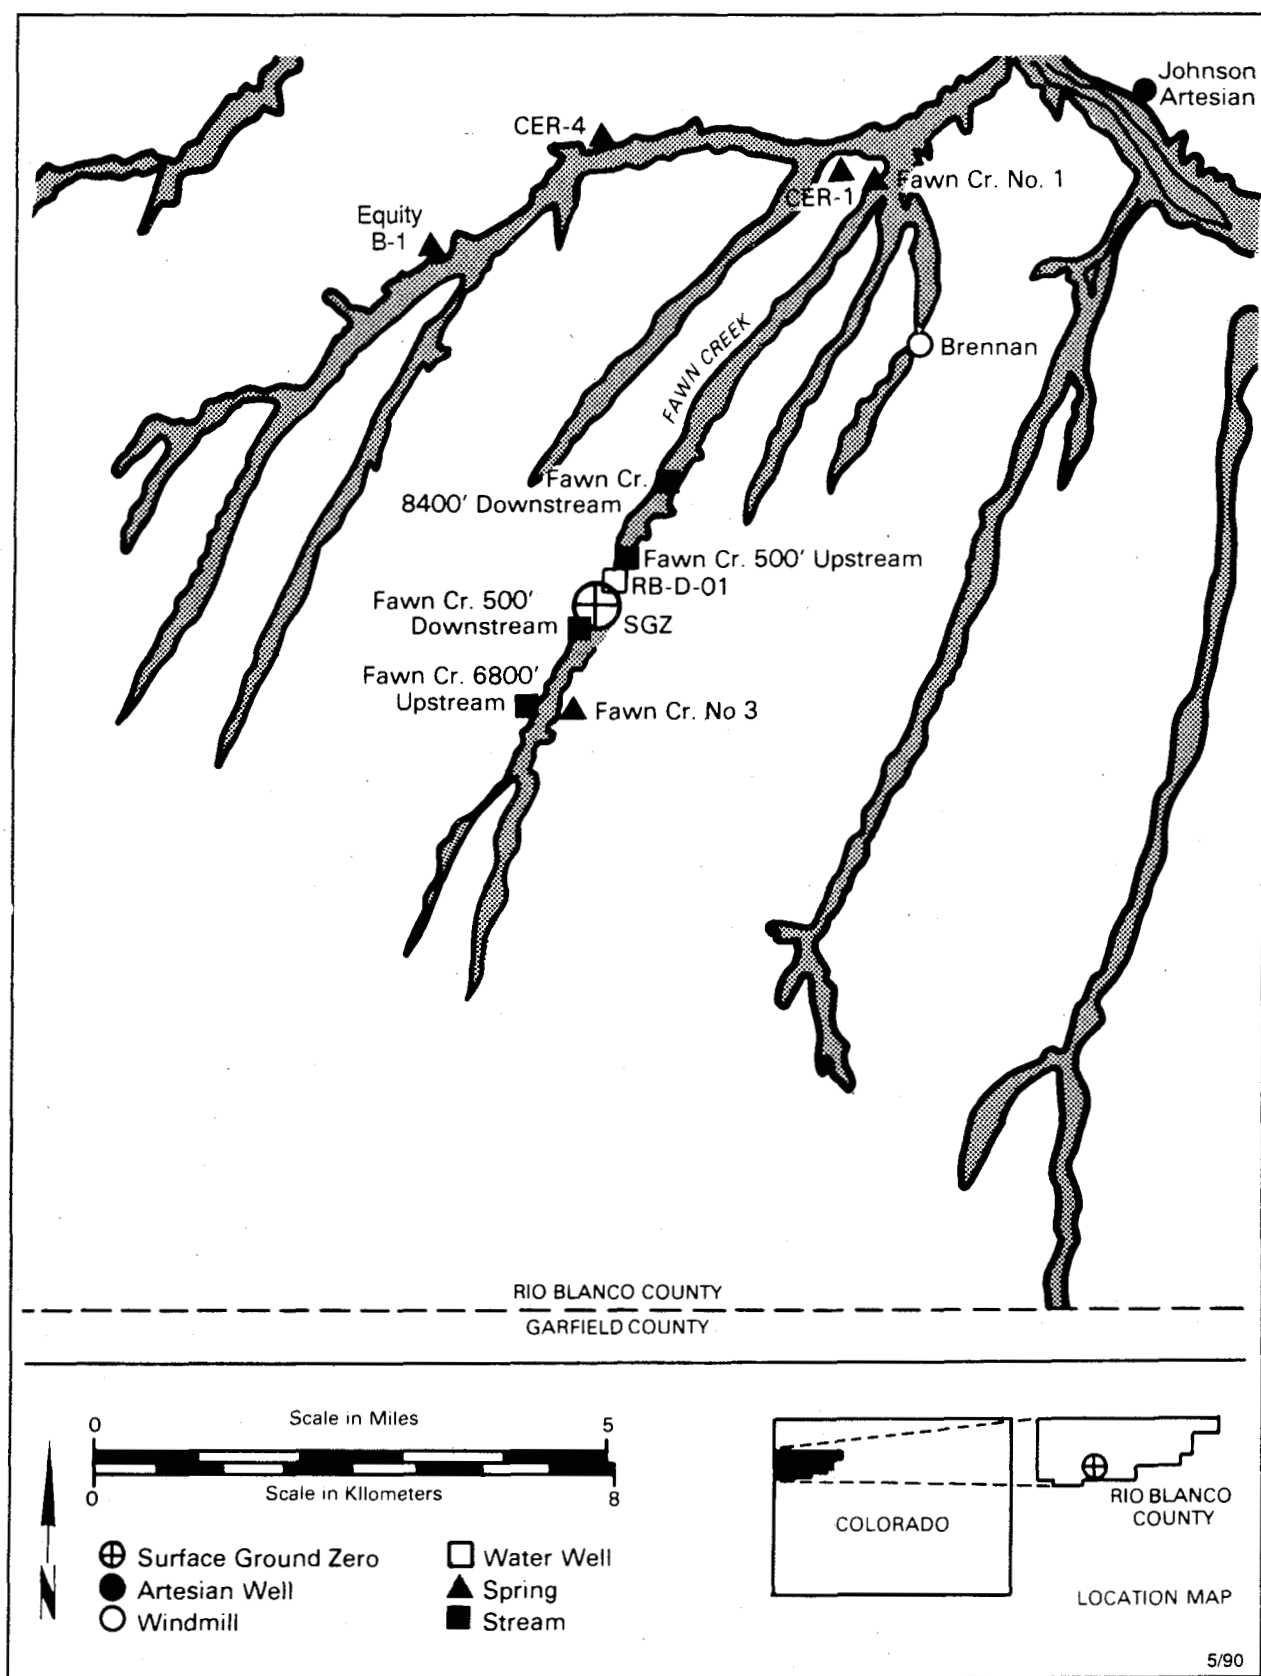 Johnson
Artesian
CER-4
CER-1
Fawn Cr. No. 1
Equity
B-1
FAWN CREEK
Brennan
Fawn Cr.
8400' Downstream
Fawn Cr. 500' Upstream
RB-D-01
Fawn Cr. 500'
Downstream
SGZ
Fawn Cr. 6800'
Upstream
Fawn Cr. No 3
RIO BLANCO COUNTY
GARFIELD COUNTY
0 Scale in Miles 5
0 Scale in Kilometers 8
N
Surface Ground Zero
Artesian Well
Windmill
Water Well
Spring
Stream
COLORADO
RIO BLANCO
COUNTY
LOCATION MAP
5/90